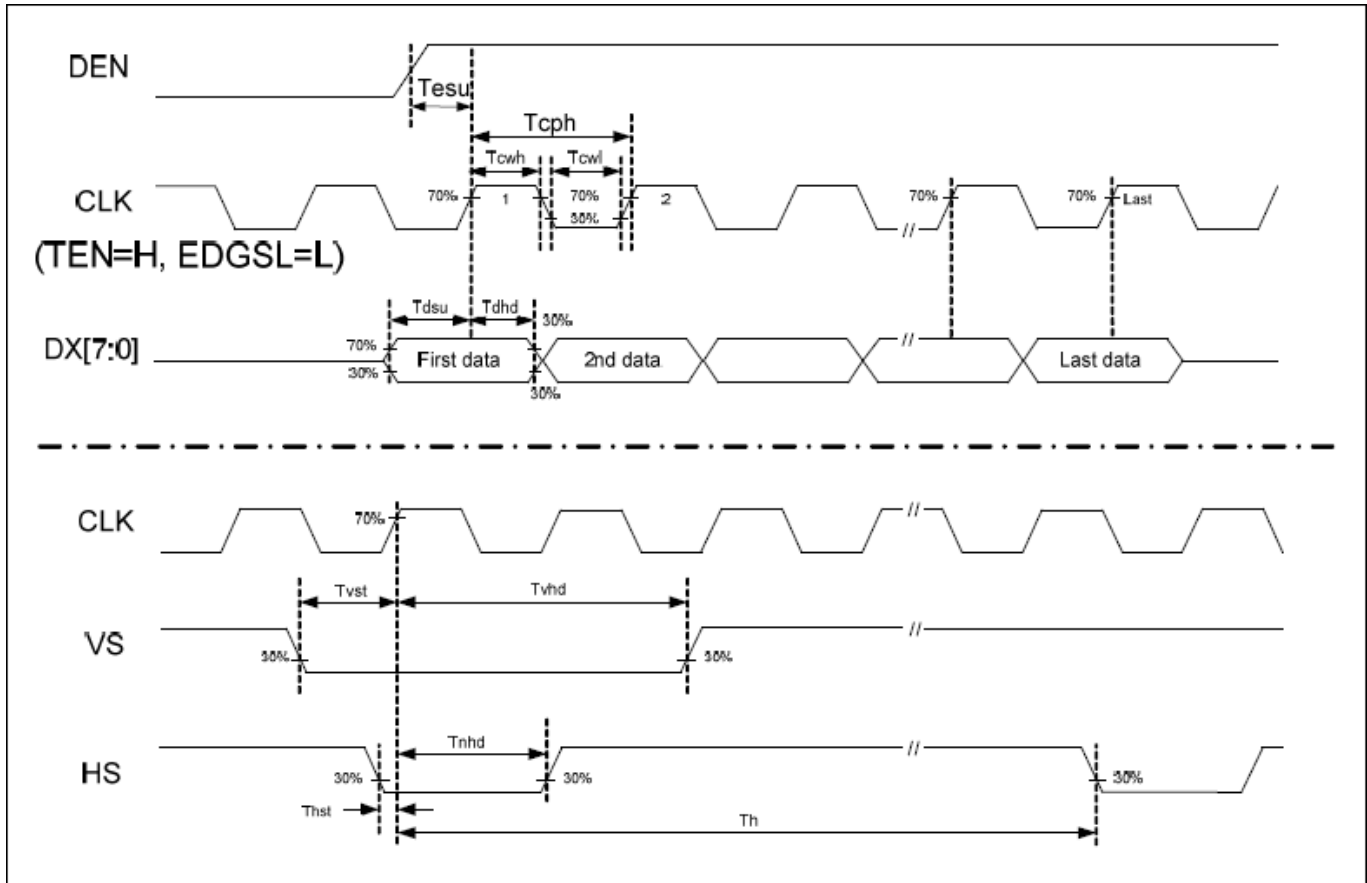 DEN
Tesu
Tcph
Tcwh
Tcwl
CLK
70%
1
70%
30%
2
70%
70%
Last
//
(TEN=H, EDGSL=L)
Tdsu
Tdhd
30%
DX[7:0]
70%
30%
First data
2nd data
//
Last data
30%
CLK
70%
//
Tvst
Tvhd
VS
30%
30%
//
Tnhd
HS
30%
30%
//
30%
Thst
Th